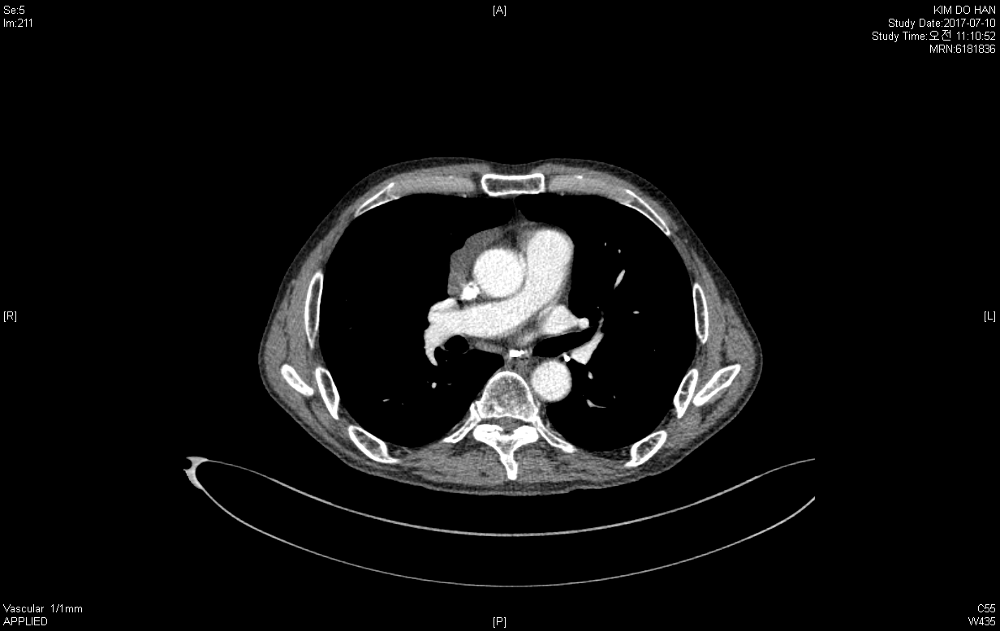 Se:5
Im:211
[A]
KIM DO HAN
Study Date:2017-07-10
Study Time:오전 11:10:52
MRN:6181836
[R]
[L]
Vascular 1/1mm
APPLIED
[P]
C55
W435